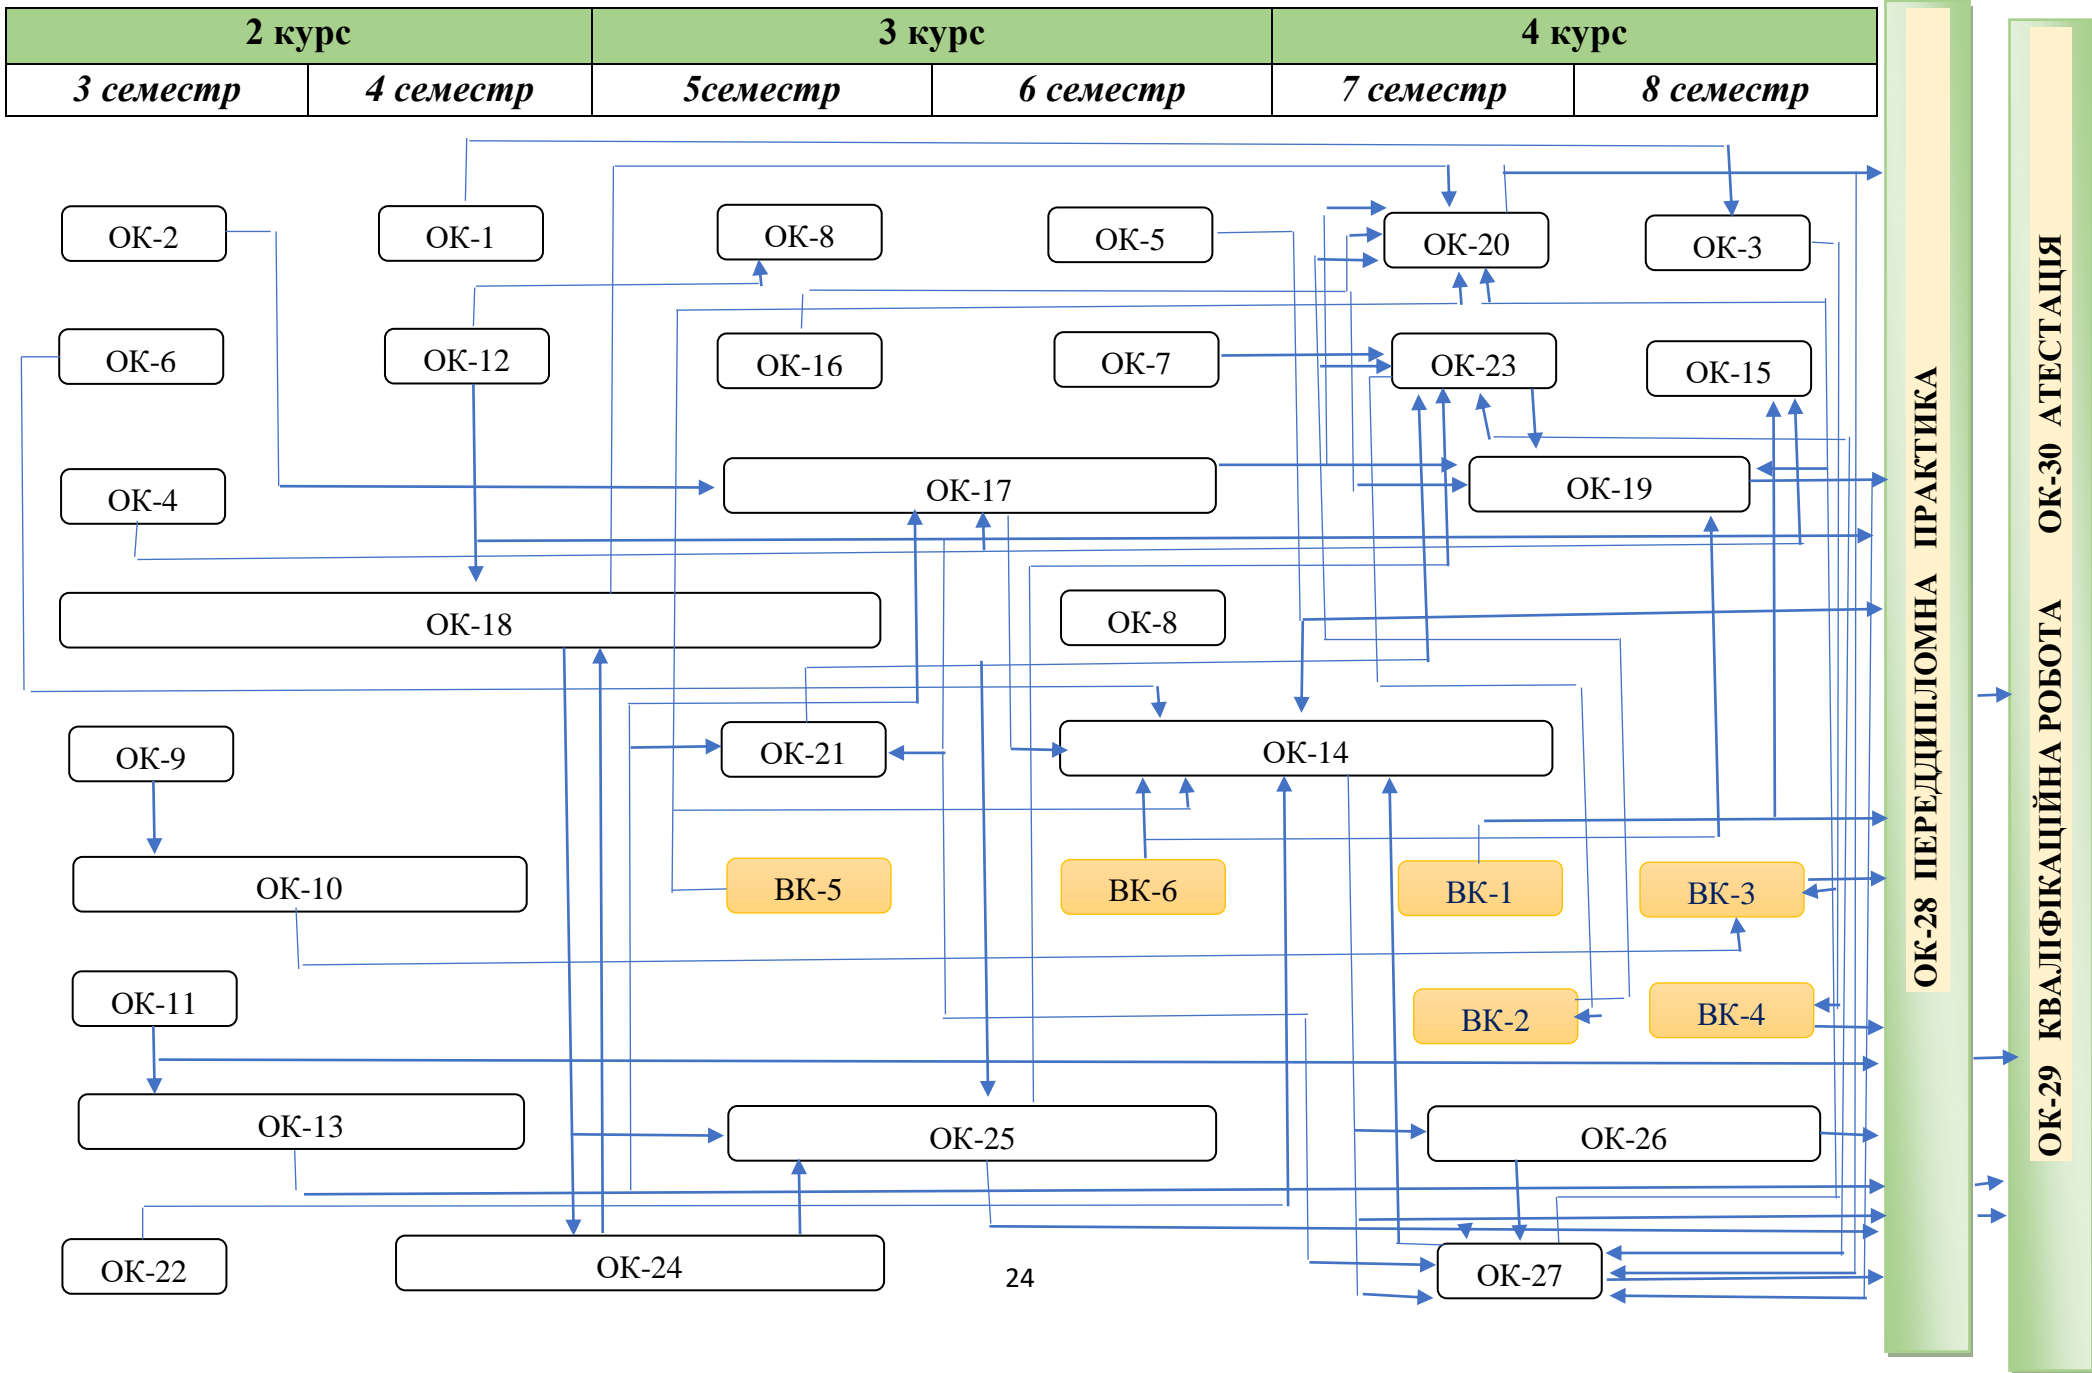 2 курс 3 курс 4 курс
3 семестр 4 семестр 5семестр 6 семестр 7 семестр 8 семестр
ОК-2 ОК-1 ОК-8 ОК-5 ОК-20 ОК-3
ОК-6 ОК-12 ОК-16 ОК-7 ОК-23 ОК-15
ОК-4 ОК-17 ОК-19
ОК-18 ОК-8
ОК-9 ОК-21 ОК-14
ОК-10 ВК-5 ВК-6 ВК-1 ВК-3
ОК-11 ВК-2 ВК-4
ОК-13 ОК-25 ОК-26
ОК-22 ОК-24 ОК-27
24
ОК-28 ПЕРЕДДИПЛОМНА ПРАКТИКА
ОК-29 КВАЛІФІКАЦІЙНА РОБОТА ОК-30 АТЕСТАЦІЯ